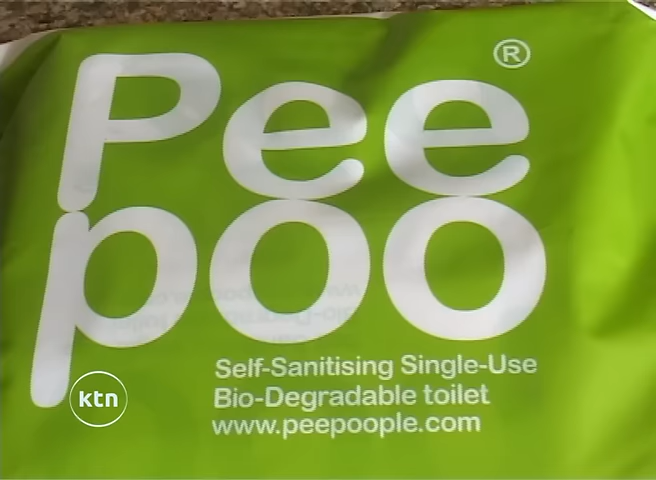 Pee®
poo
Self-Sanitising Single-Use
Bio-Degradable toilet
www.peepoople.com
ktn